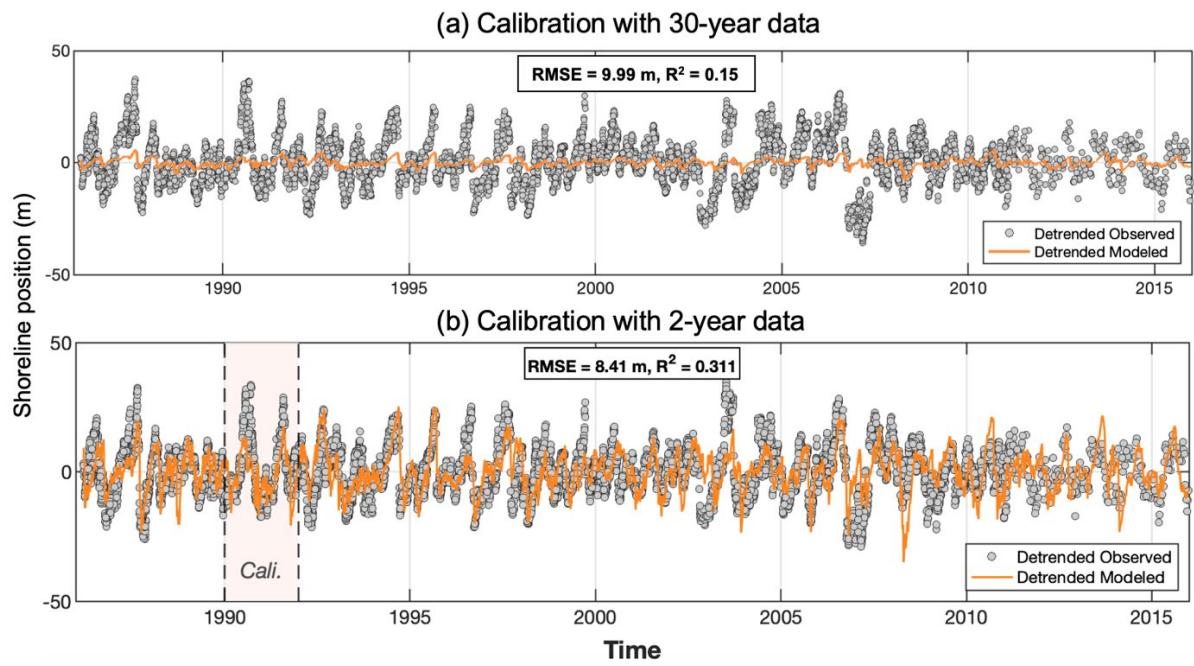 (a) Calibration with 30-year data
50
RMSE = 9.99 m, R² = 0.15
0
Detrended Observed
Detrended Modeled
-50
1990 1995 2000 2005 2010 2015
Shoreline position (m)
(b) Calibration with 2-year data
50
RMSE = 8.41 m, R² = 0.311
0
Cali.
Detrended Observed
Detrended Modeled
-50
1990 1995 2000 2005 2010 2015
Time